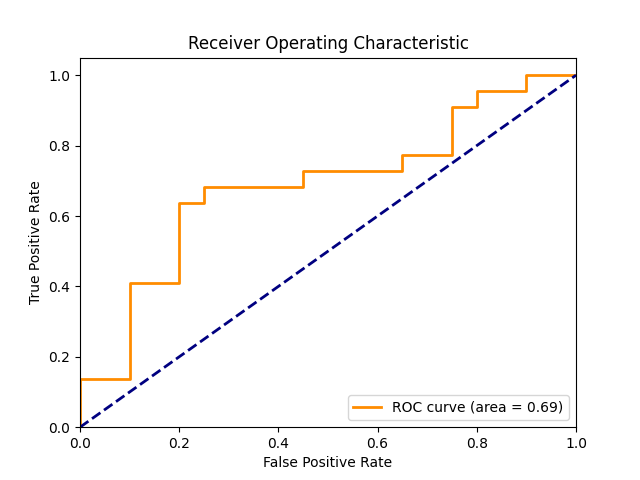 Receiver Operating Characteristic
1.0
0.8
0.6
0.4
0.2
0.0
True Positive Rate
ROC curve (area = 0.69)
0.0 0.2 0.4 0.6 0.8 1.0
False Positive Rate